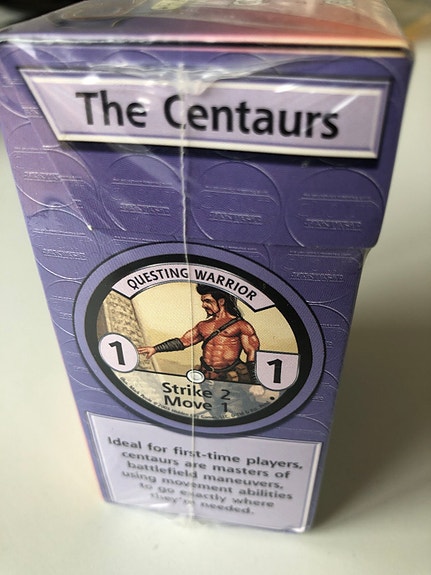 The Centaurs
QUESTING WARRIOR
1
1
Strike 2
Move 1
Ideal for first-time players,
centaurs are masters of
battlefield maneuvers,
using movement abilities
to go exactly where
they're needed.